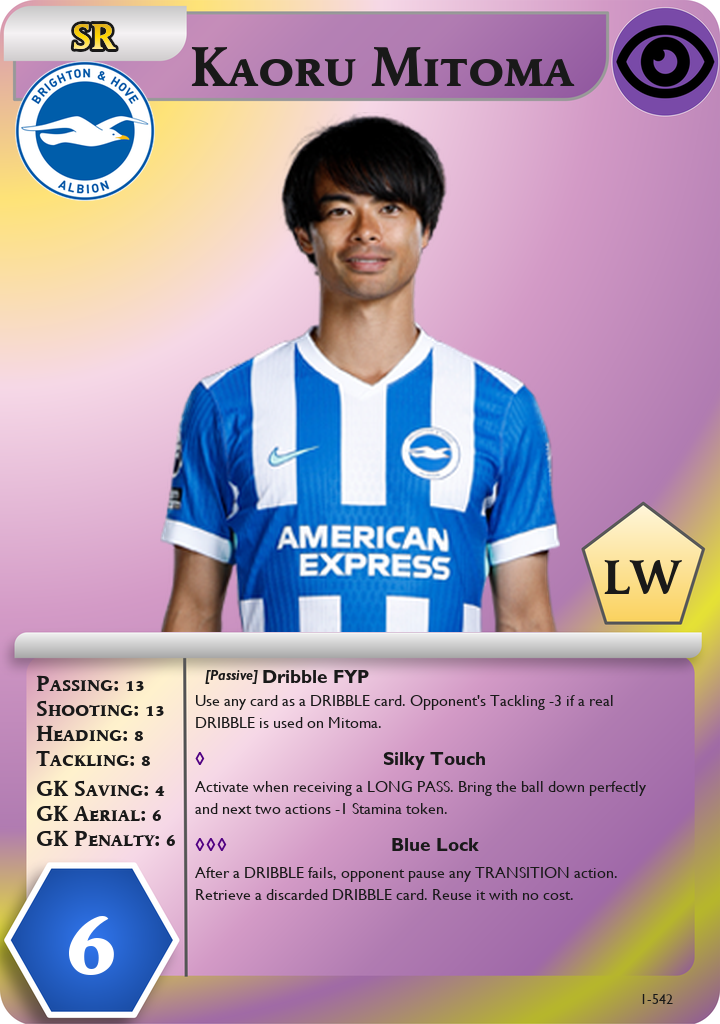 SR
Kaoru Mitoma
BRIGHTON & HOVE
ALBION
AMERICAN
EXPRESS
LW
Passing: 13
Shooting: 13
Heading: 8
Tackling: 8
GK Saving: 4
GK Aerial: 6
GK Penalty: 6
6
[Passive] Dribble FYP
Use any card as a DRIBBLE card. Opponent's Tackling -3 if a real
DRIBBLE is used on Mitoma.
Silky Touch
Activate when receiving a LONG PASS. Bring the ball down perfectly
and next two actions -1 Stamina token.
Blue Lock
After a DRIBBLE fails, opponent pause any TRANSITION action.
Retrieve a discarded DRIBBLE card. Reuse it with no cost.
1-542